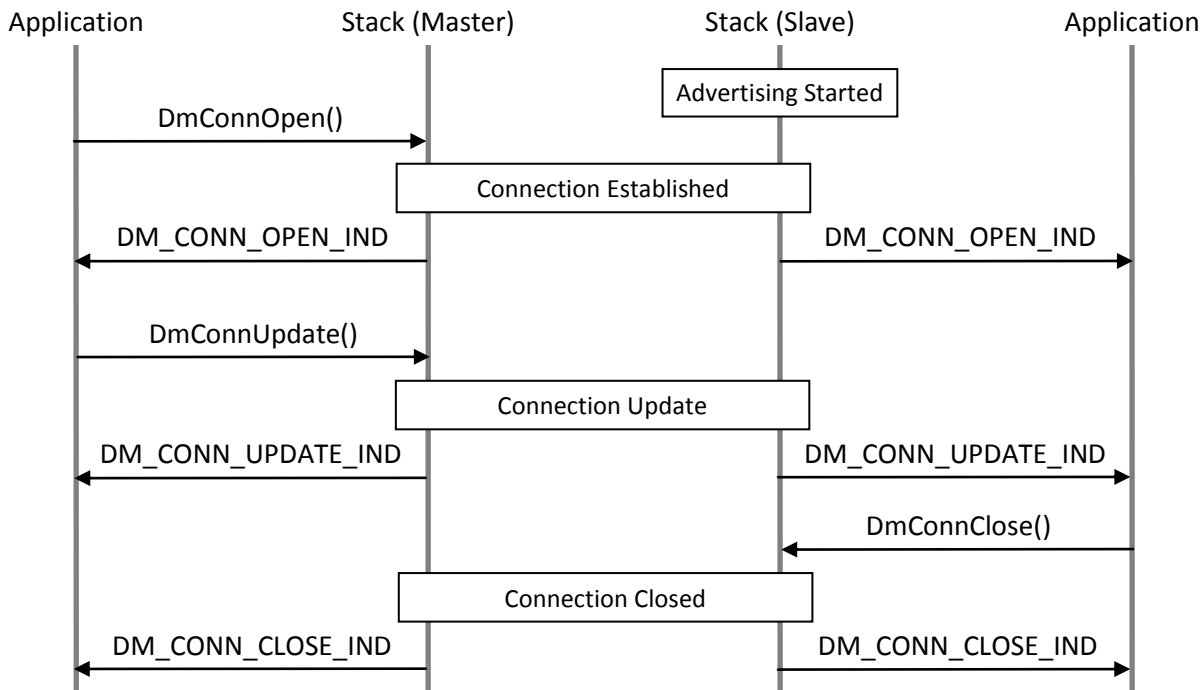 Application
Stack (Master)
Stack (Slave)
Application
Advertising Started
DmConnOpen()
Connection Established
DM_CONN_OPEN_IND
DM_CONN_OPEN_IND
DmConnUpdate()
Connection Update
DM_CONN_UPDATE_IND
DM_CONN_UPDATE_IND
DmConnClose()
Connection Closed
DM_CONN_CLOSE_IND
DM_CONN_CLOSE_IND